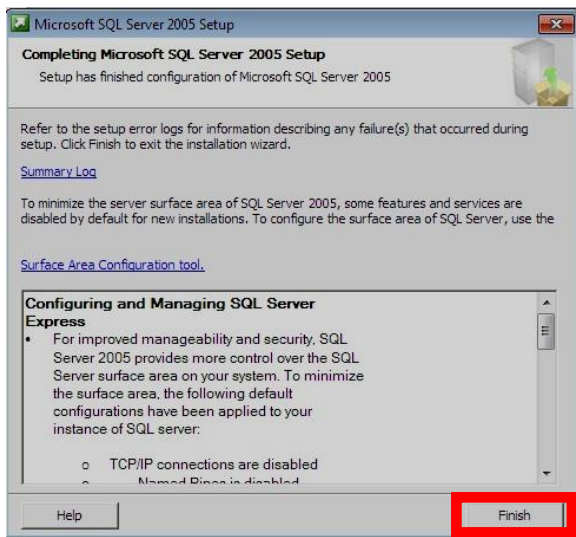 Microsoft SQL Server 2005 Setup
Completing Microsoft SQL Server 2005 Setup
Setup has finished configuration of Microsoft SQL Server 2005
Refer to the setup error logs for information describing any failure(s) that occurred during
setup. Click Finish to exit the installation wizard.
Summary Log
To minimize the server surface area of SQL Server 2005, some features and services are
disabled by default for new installations. To configure the surface area of SQL Server, use the
Surface Area Configuration tool.
Configuring and Managing SQL Server
Express
• For improved manageability and security, SQL
Server 2005 provides more control over the SQL
Server surface area on your system. To minimize
the surface area, the following default
configurations have been applied to your
instance of SQL server:
o TCP/IP connections are disabled
o Named Pipes is disabled
Help
Finish